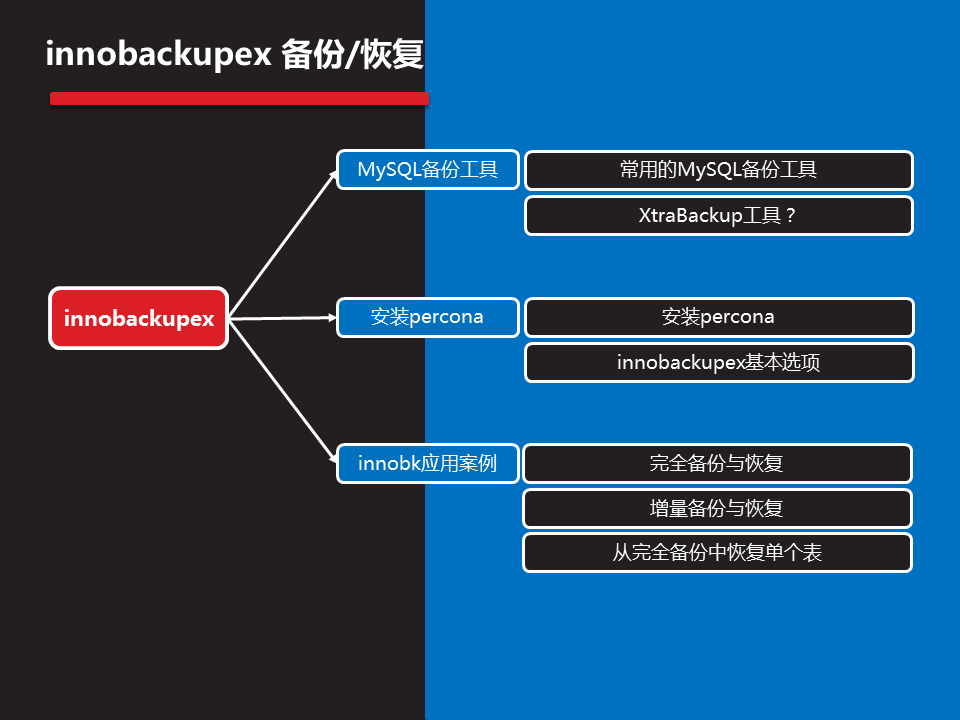 innobackupex 备份/恢复
innobackupex
MySQL备份工具
常用的MySQL备份工具
XtraBackup工具？
安装percona
安装percona
innobackupex基本选项
innobk应用案例
完全备份与恢复
增量备份与恢复
从完全备份中恢复单个表